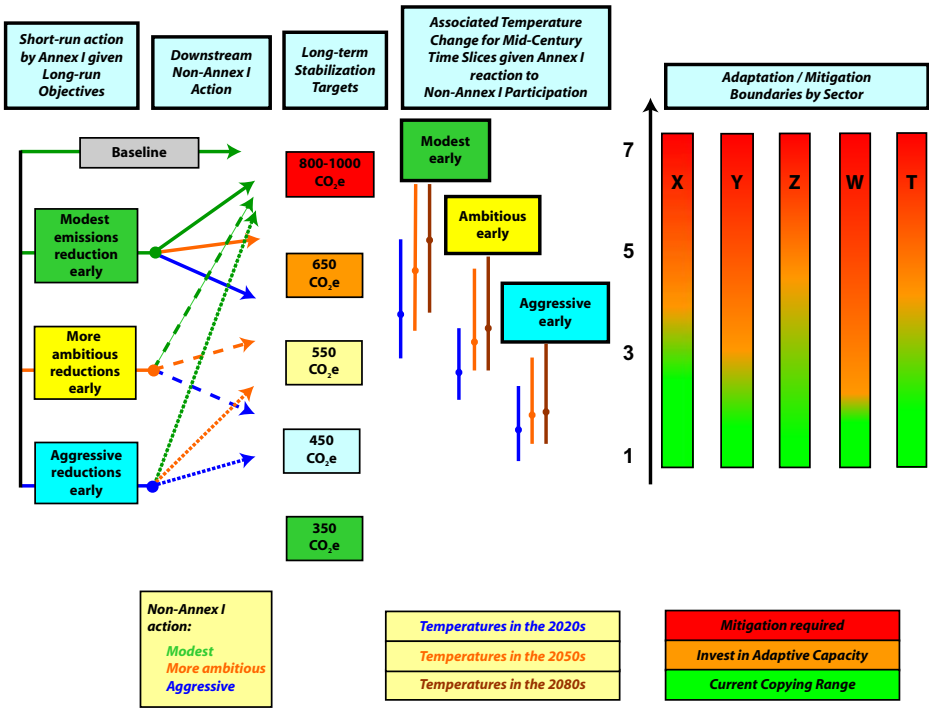 Short-run action
by Annex I given
Long-run
Objectives
Downstream
Non-Annex I
Action
Long-term
Stabilization
Targets
Associated Temperature
Change for Mid-Century
Time Slices given Annex I
reaction to
Non-Annex I Participation
Adaptation / Mitigation
Boundaries by Sector
Baseline
Modest
emissions
reduction
early
More
ambitious
reductions
early
Aggressive
reductions
early
800-1000
CO₂e
650
CO₂e
550
CO₂e
450
CO₂e
350
CO₂e
Modest
early
Ambitious
early
Aggressive
early
7
5
3
1
X
Y
Z
W
T
Non-Annex I
action:
Modest
More ambitious
Aggressive
Temperatures in the 2020s
Temperatures in the 2050s
Temperatures in the 2080s
Mitigation required
Invest in Adaptive Capacity
Current Copying Range